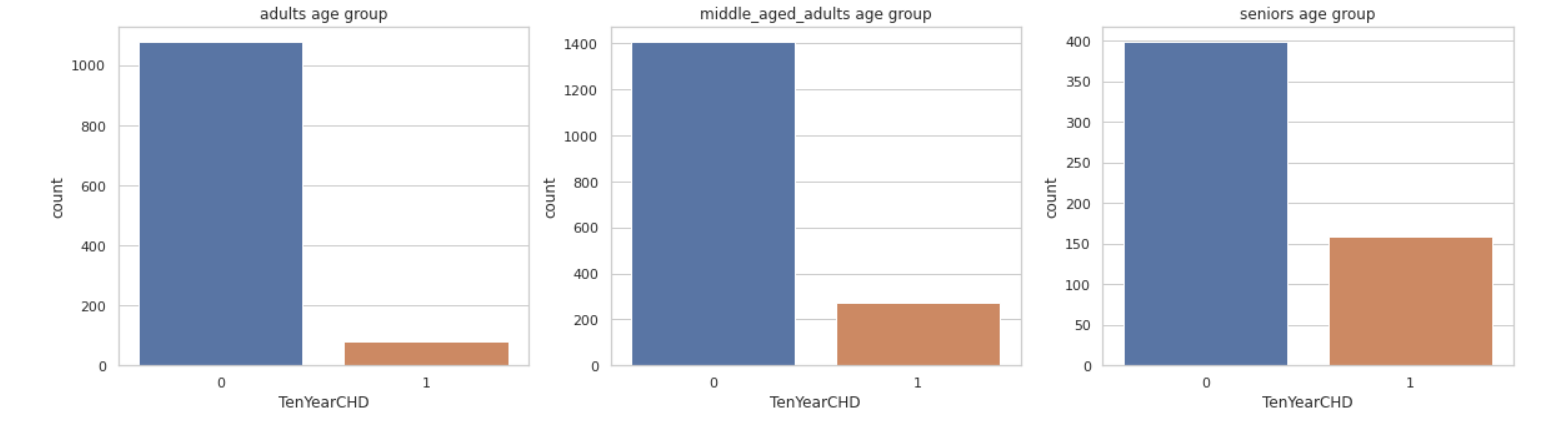 adults age group
1000
800
600
400
200
0
count
0 1
TenYearCHD
middle_aged_adults age group
1400
1200
1000
800
600
400
200
0
count
0 1
TenYearCHD
seniors age group
400
350
300
250
200
150
100
50
0
count
0 1
TenYearCHD